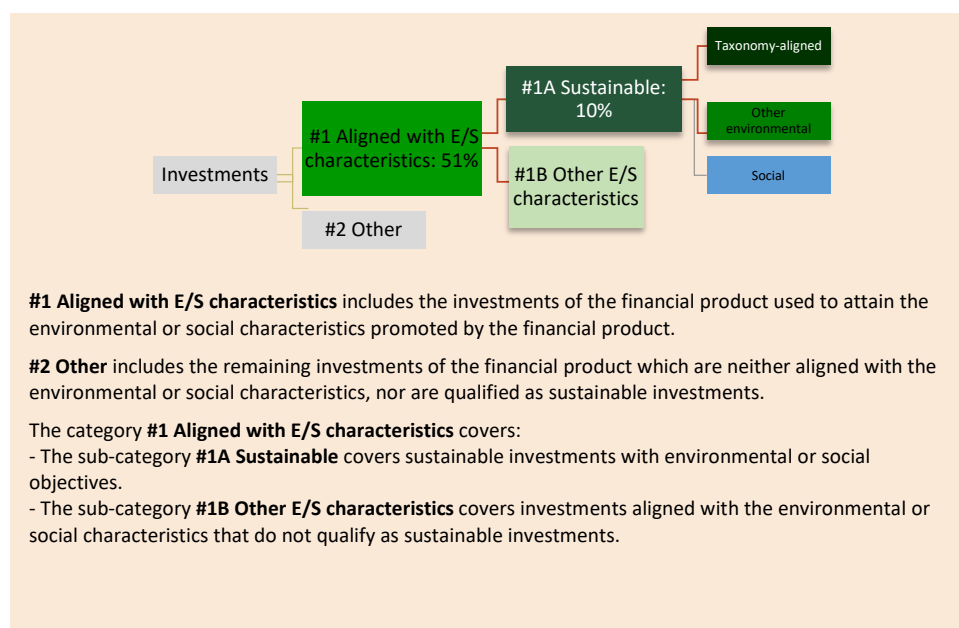 Taxonomy-aligned
#1A Sustainable:
10%
Other
environmental
#1 Aligned with E/S
characteristics: 51%
Investments
#1B Other E/S
characteristics
Social
#2 Other
#1 Aligned with E/S characteristics includes the investments of the financial product used to attain the
environmental or social characteristics promoted by the financial product.
#2 Other includes the remaining investments of the financial product which are neither aligned with the
environmental or social characteristics, nor are qualified as sustainable investments.
The category #1 Aligned with E/S characteristics covers:
- The sub-category #1A Sustainable covers sustainable investments with environmental or social
objectives.
- The sub-category #1B Other E/S characteristics covers investments aligned with the environmental or
social characteristics that do not qualify as sustainable investments.